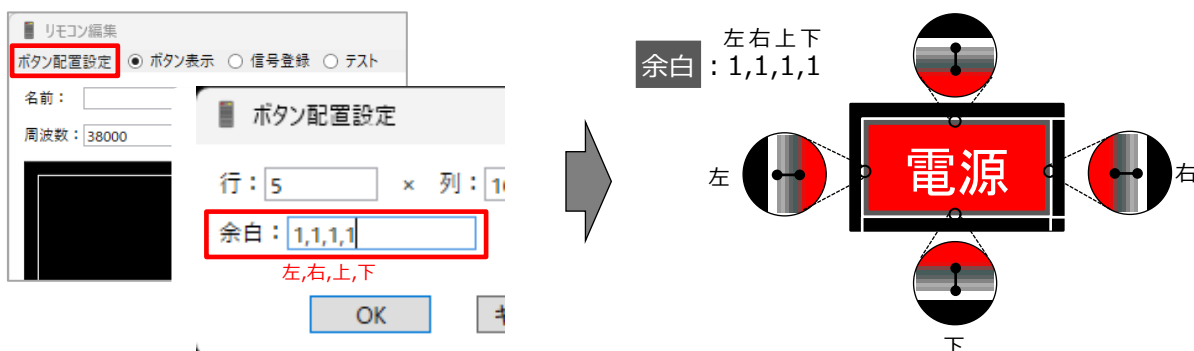 リモコン編集
ボタン配置設定 ボタン表示 信号登録 テスト
名前：
周波数： 38000
ボタン配置設定
行： 5 × 列：
余白： 1,1,1,1
左,右,上,下
OK
左右上下
余白 : 1,1,1,1
電源
左
右
下